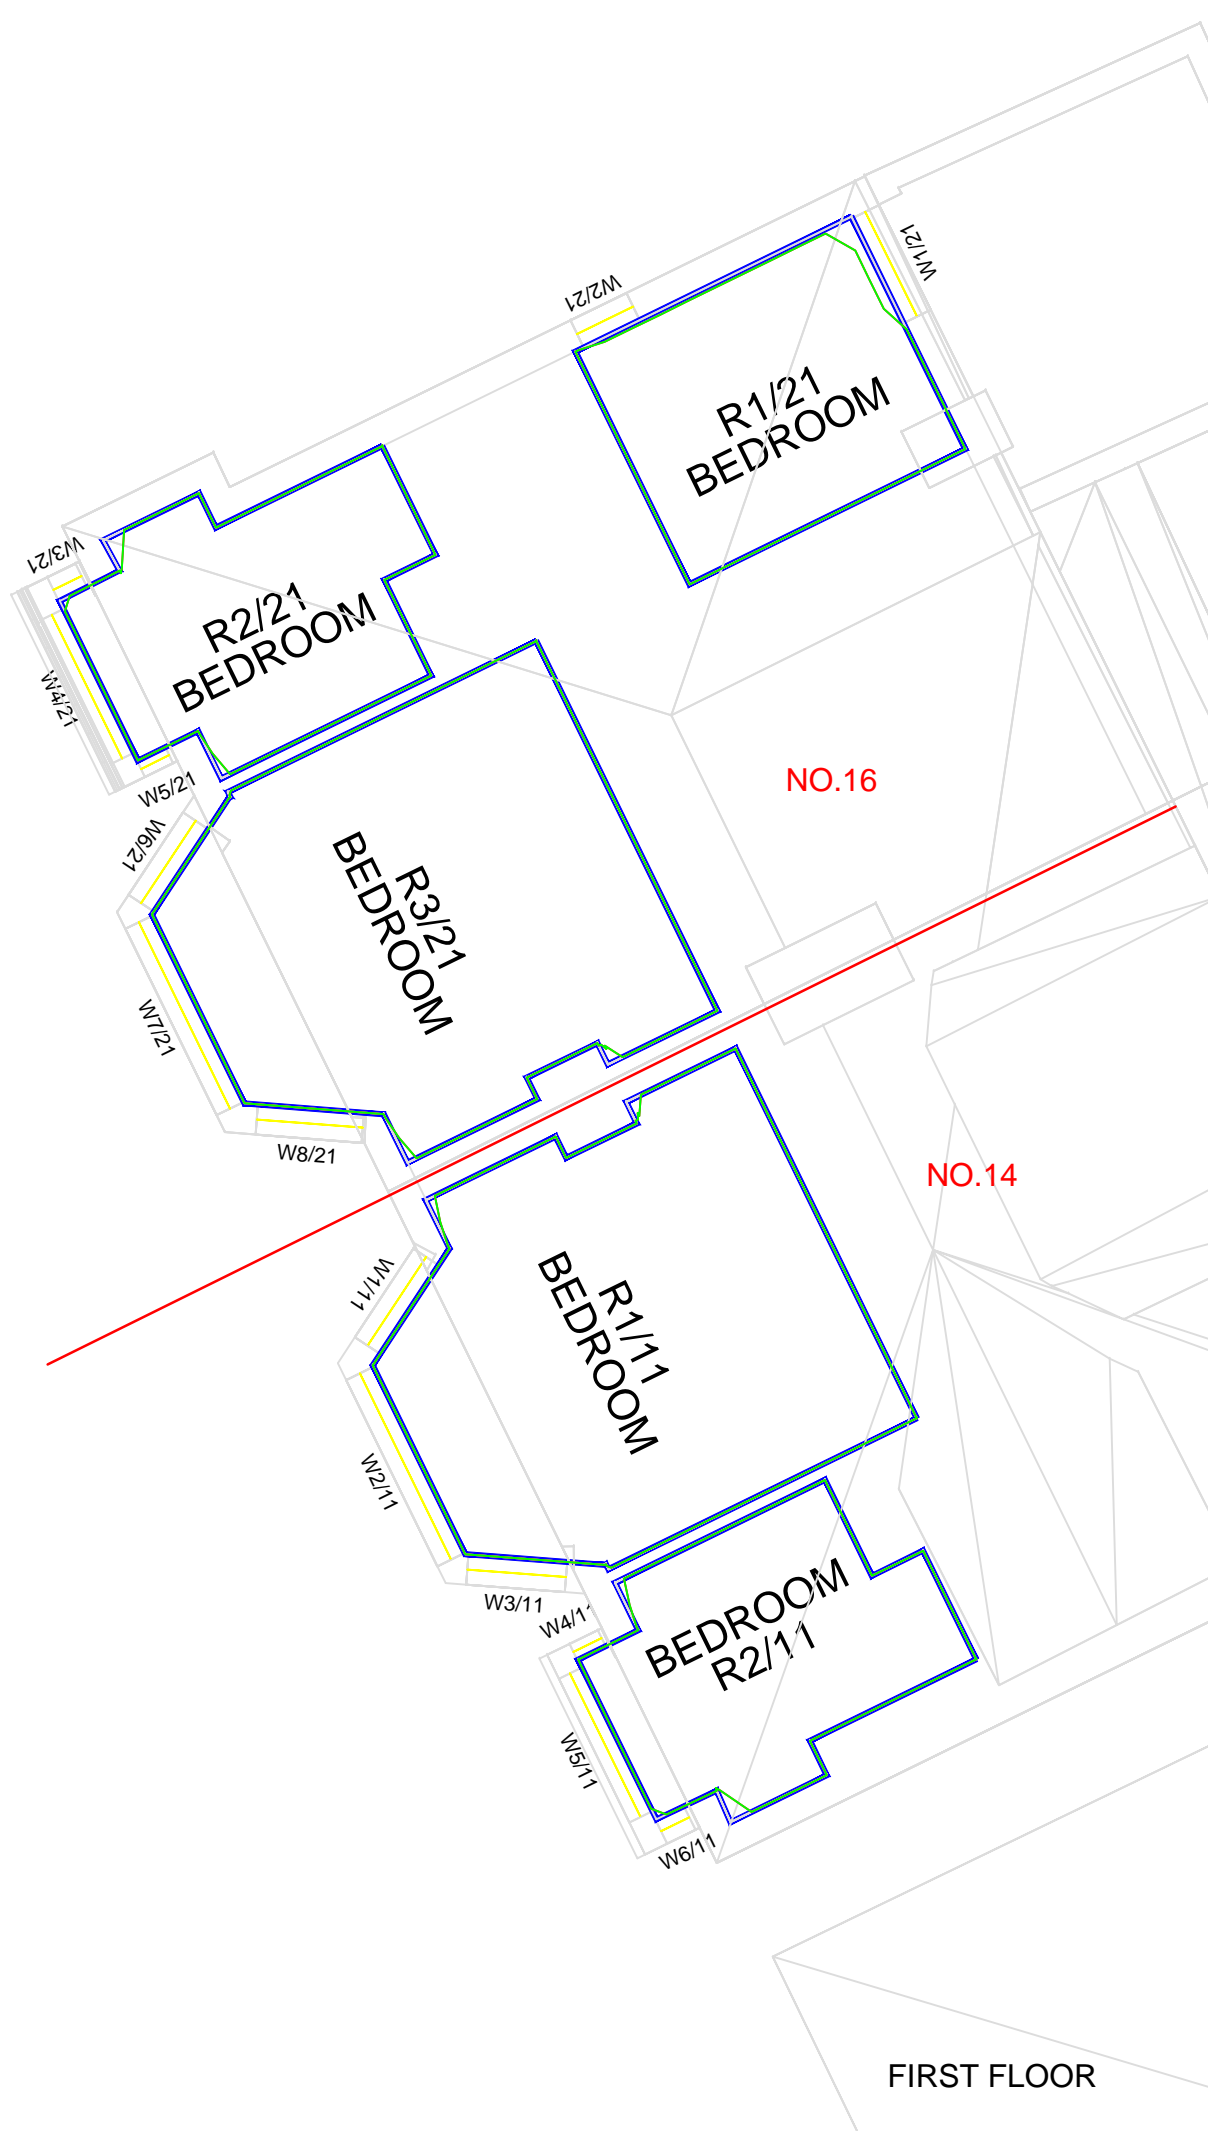 W1/21
W2/21
R1/21
BEDROOM
W3/21
R2/21
BEDROOM
W4/21
W5/21
NO.16
W6/21
R3/21
BEDROOM
W7/21
W8/21
NO.14
W1/11
R1/11
BEDROOM
W2/11
W3/11
W4/11
BEDROOM
R2/11
W5/11
W6/11
FIRST FLOOR